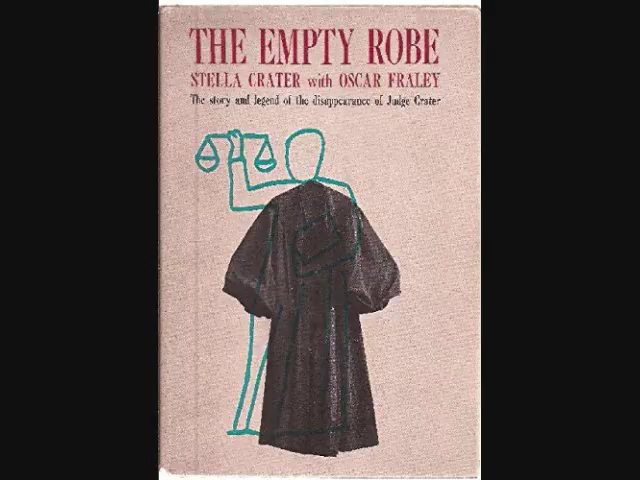 THE EMPTY ROBE
STELLA CRATER with OSCAR FRALEY
The story and legend of the disappearance of Judge Crater